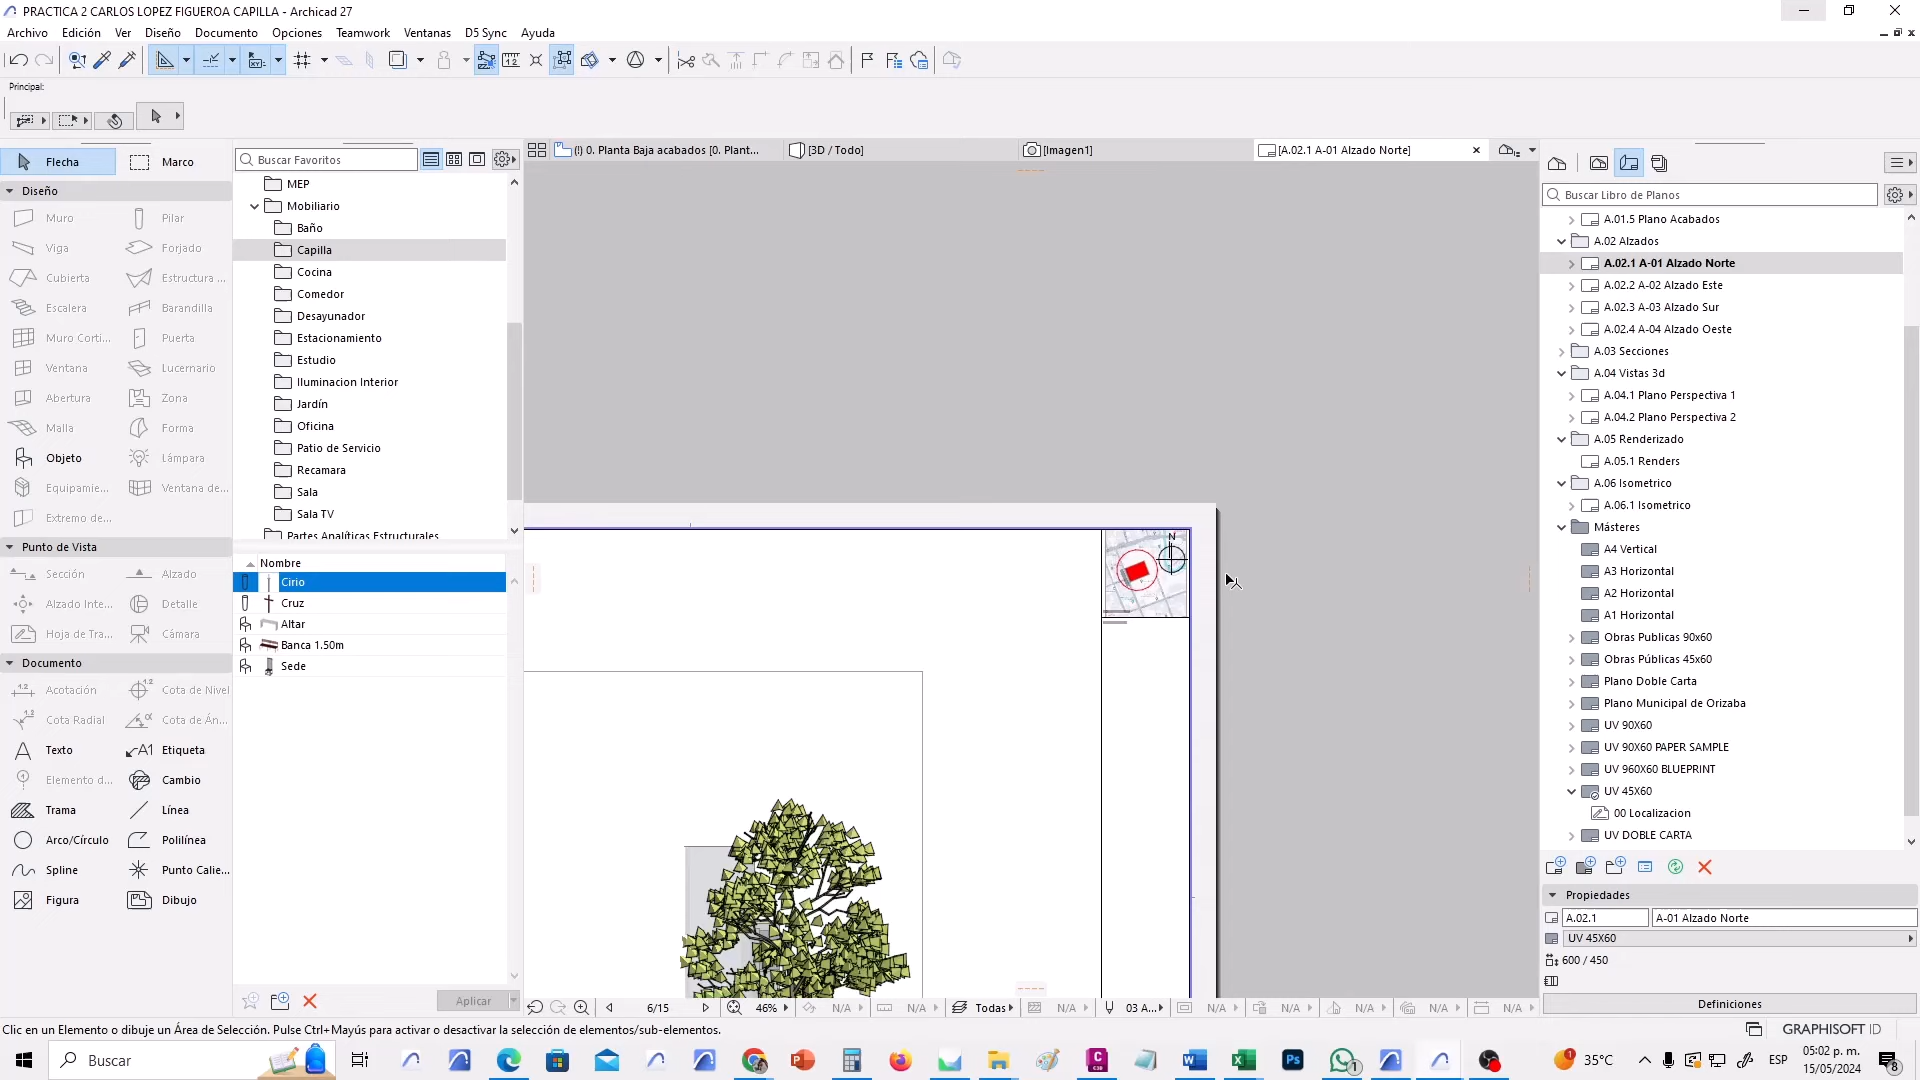 PRACTICA 2 CARLOS LOPEZ FIGUEROA CAPILLA - Archicad 27
Archivo Edición Ver Diseño Documento Opciones Teamwork Ventanas D5 Sync Ayuda
Principal:
Flecha Marco
Diseño
Muro Pilar
Viga Forjado
Cubierta Estructura ...
Escalera Barandilla
Muro Corti... Puerta
Ventana Lucernario
Abertura Zona
Malla Forma
Objeto Lámpara
Equipamie... Ventana de...
Extremo de...
Punto de Vista
Sección Alzado
Alzado Inte... Detalle
Hoja de Tra... Cámara
Documento
Acotación Cota de Nivel
Cota Radial Cota de Án...
Texto Etiqueta
Elemento d... Cambio
Trama Línea
Arco/Círculo Polilínea
Spline Punto Calie...
Figura Dibujo
Buscar Favoritos
MEP
Mobiliario
Baño
Capilla
Cocina
Comedor
Desayunador
Estacionamiento
Estudio
Iluminacion Interior
Jardín
Oficina
Patio de Servicio
Recamara
Sala
Sala TV
Partes Analíticas Estructurales
Nombre
Cirio
Cruz
Altar
Banca 1.50m
Sede
Aplicar
(!) 0. Planta Baja acabados [0. Plant...
[3D / Todo]
[Imagen1]
[A.02.1 A-01 Alzado Norte]
N
6/15 46% N/A N/A Todas N/A 03 A... N/A N/A N/A N/A N/A
Buscar Libro de Planos
A.01.5 Plano Acabados
A.02 Alzados
A.02.1 A-01 Alzado Norte
A.02.2 A-02 Alzado Este
A.02.3 A-03 Alzado Sur
A.02.4 A-04 Alzado Oeste
A.03 Secciones
A.04 Vistas 3d
A.04.1 Plano Perspectiva 1
A.04.2 Plano Perspectiva 2
A.05 Renderizado
A.05.1 Renders
A.06 Isometrico
A.06.1 Isometrico
Másteres
A4 Vertical
A3 Horizontal
A2 Horizontal
A1 Horizontal
Obras Publicas 90x60
Obras Públicas 45x60
Plano Doble Carta
Plano Municipal de Orizaba
UV 90X60
UV 90X60 PAPER SAMPLE
UV 960X60 BLUEPRINT
UV 45X60
00 Localizacion
UV DOBLE CARTA
Propiedades
A.02.1 A-01 Alzado Norte
UV 45X60
600 / 450
Definiciones
Clic en un Elemento o dibuje un Área de Selección. Pulse Ctrl+Mayús para activar o desactivar la selección de elementos/sub-elementos.
GRAPHISOFT ID
Buscar
1
35°C
ESP
05:02 p. m.
15/05/2024
8